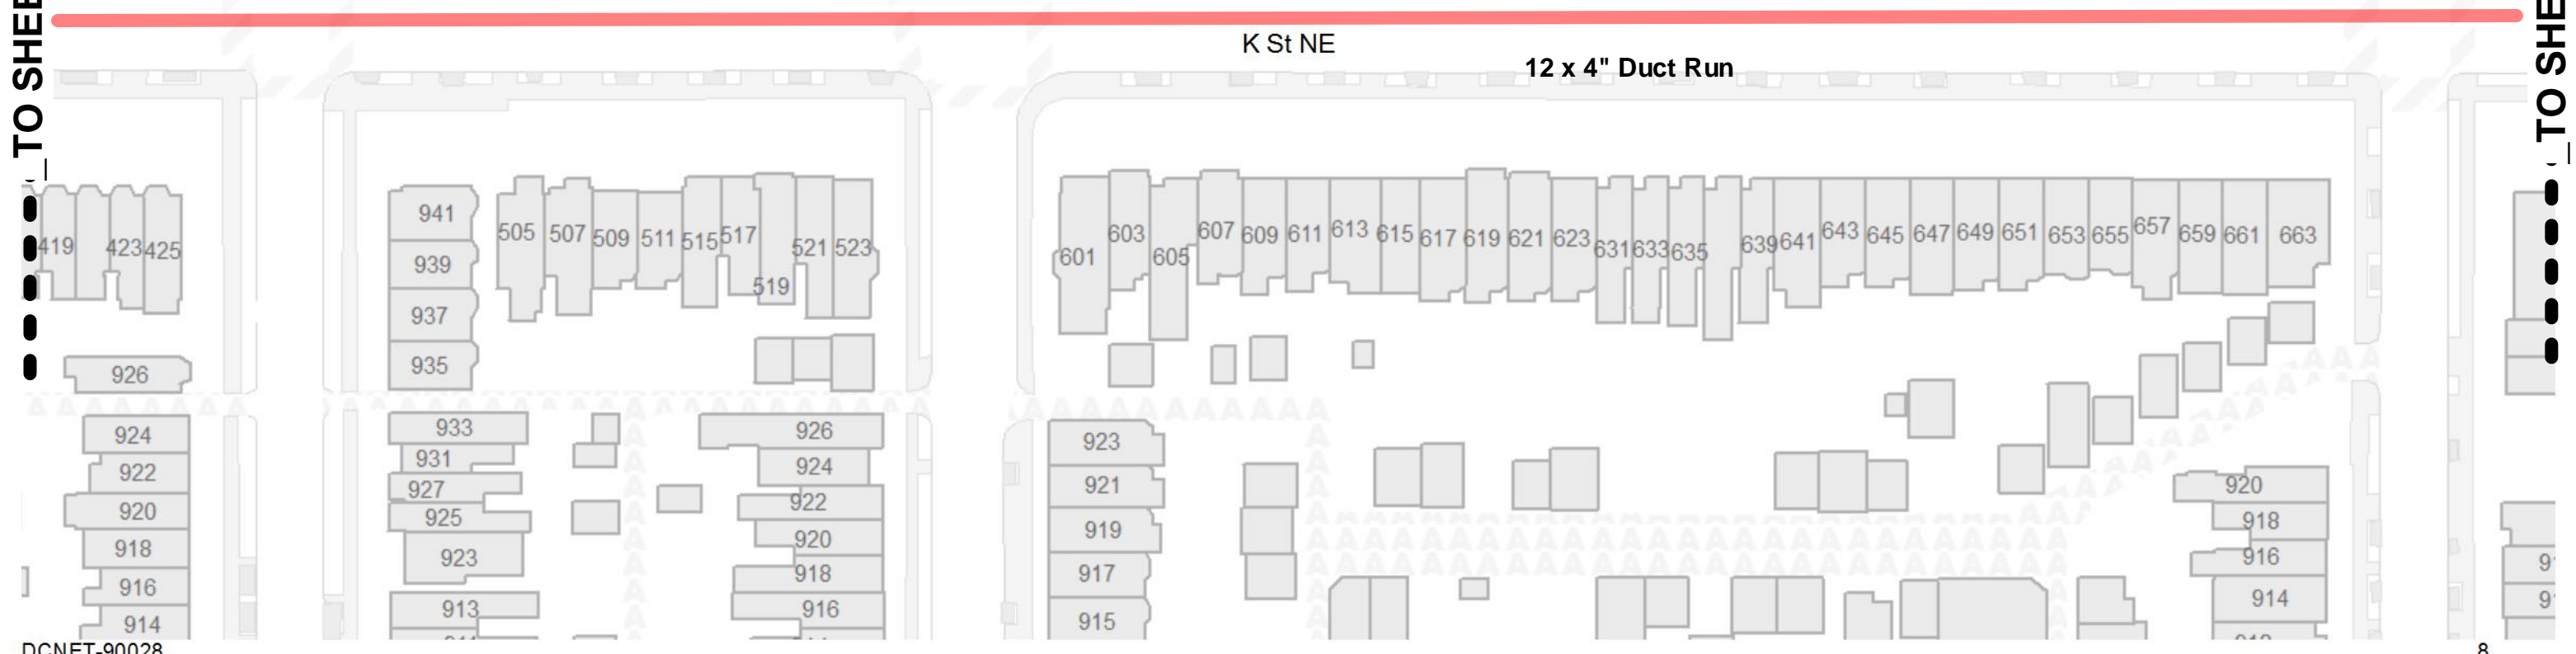 _TO SHEE
K St NE
12 x 4" Duct Run
_TO SHE
419 423 425
941 505 507 509 511 515 517 519 521 523
601 603 605 607 609 611 613 615 617 619 621 623 631 633 635 639 641 643 645 647 649 651 653 655 657 659 661 663
939
937
926 935
924 933 926 923
922 931 924 921 920
920 927 922 919 918
918 925 920 917 916
916 923 918 915 914
914 913 916
DCNET-90028 8